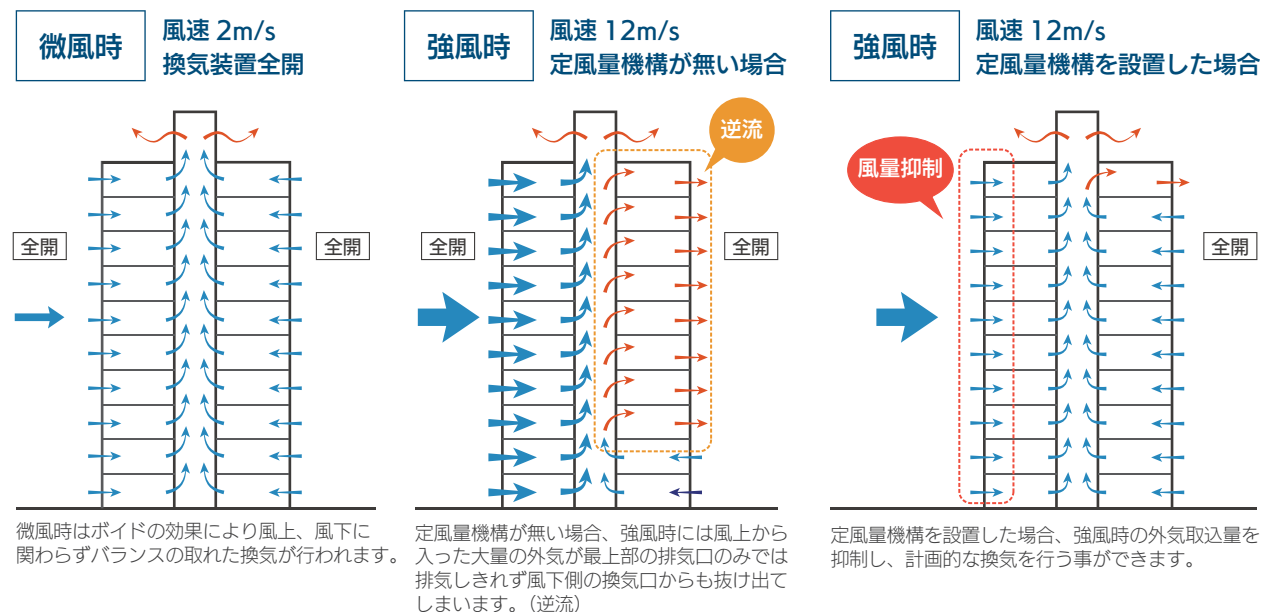 微風時
風速 2m/s
換気装置全開
全開
全開
微風時はボイドの効果により風上、風下に
関わらずバランスの取れた換気が行われます。
強風時
風速 12m/s
定風量機構が無い場合
逆流
全開
全開
定風量機構が無い場合、強風時には風上から
入った大量の外気が最上部の排気口のみでは
排気しきれず風下側の換気口からも抜け出て
しまいます。(逆流)
強風時
風速 12m/s
定風量機構を設置した場合
風量抑制
全開
定風量機構を設置した場合、強風時の外気取込量を
抑制し、計画的な換気を行う事ができます。